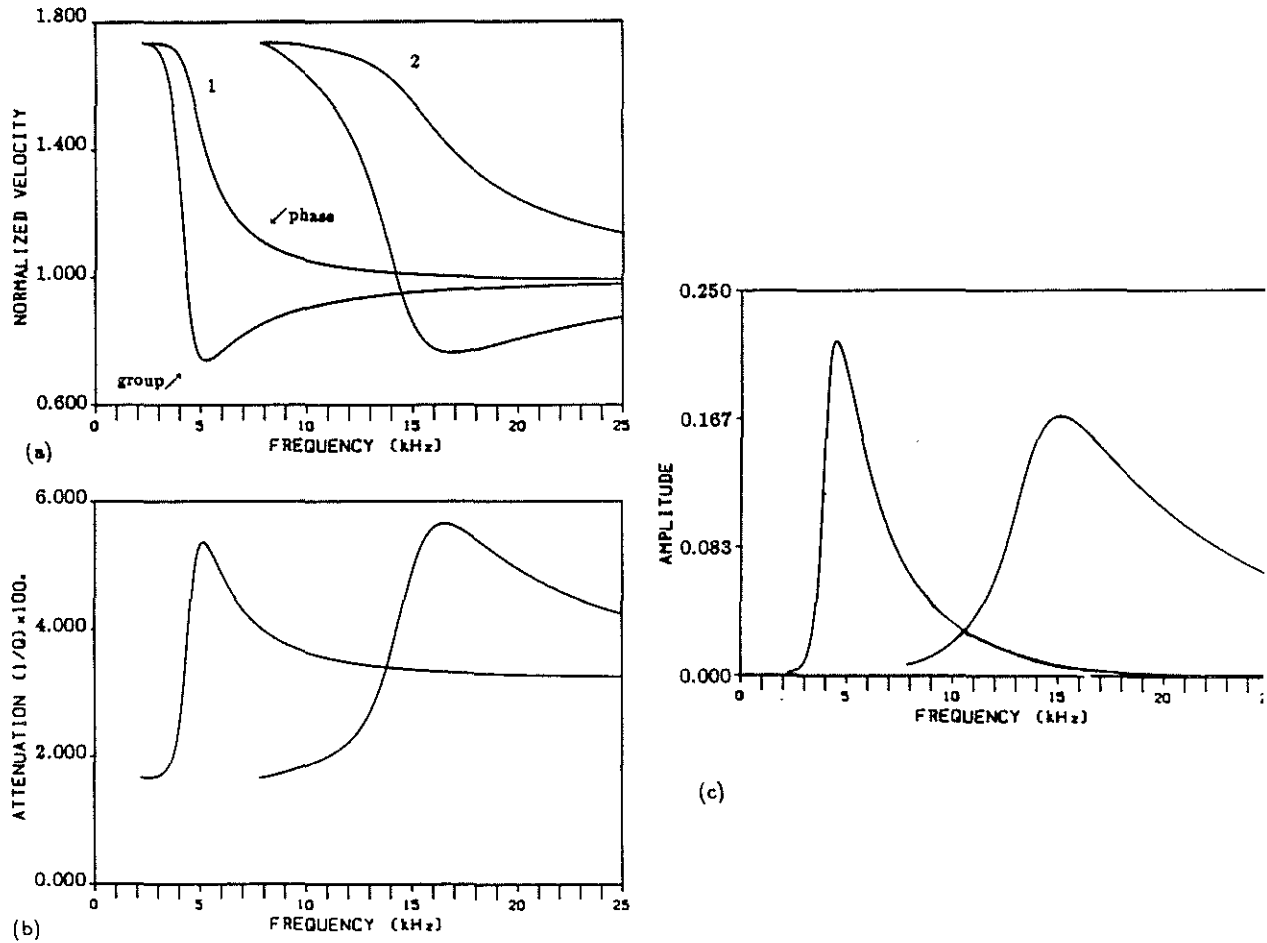 1.800
1.400
1.000
0.600
NORMALIZED VELOCITY
1
2
phase
group
0 5 10 15 20 25
FREQUENCY (kHz)
(a)
6.000
4.000
2.000
0.000
ATTENUATION (1/Q) x100.
0 5 10 15 20 25
FREQUENCY (kHz)
(b)
0.250
0.167
0.083
0.000
AMPLITUDE
0 5 10 15 20
FREQUENCY (kHz)
(c)